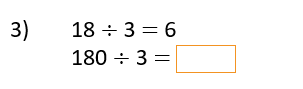 3) 18 ÷ 3 = 6
180 ÷ 3 =